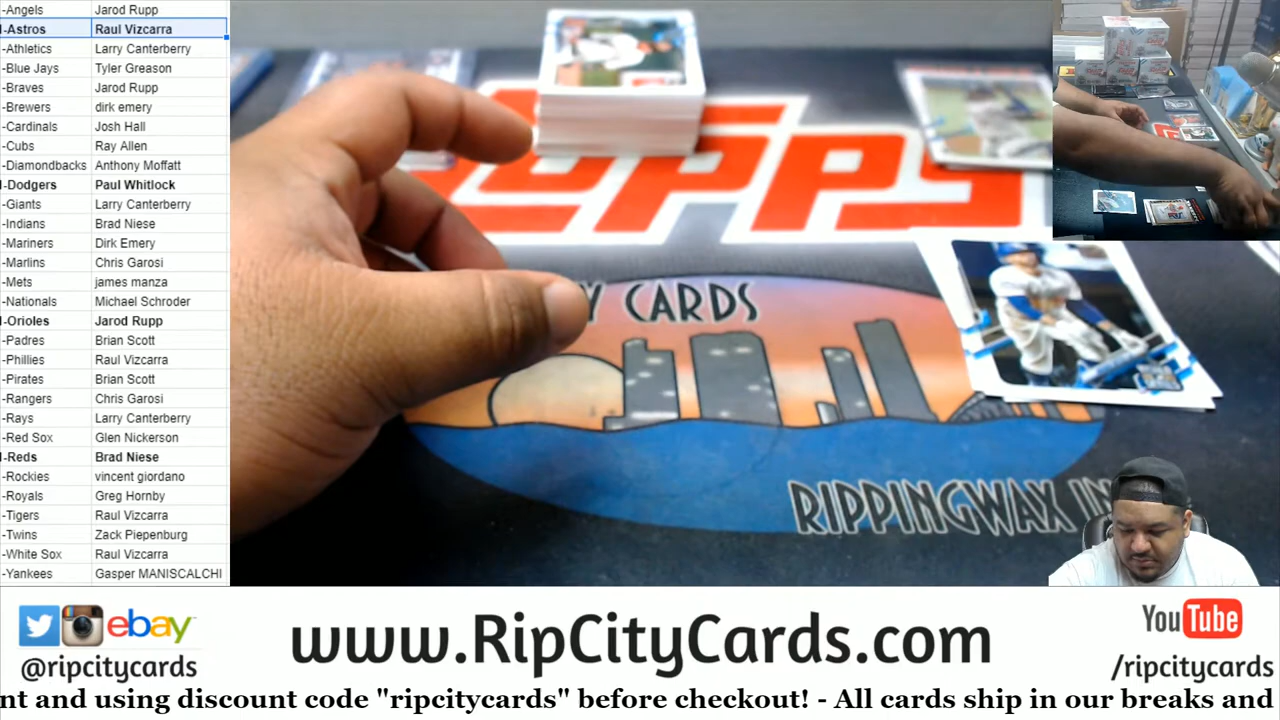 -Angels Jarod Rupp
-Astros Raul Vizcarra
-Athletics Larry Canterberry
-Blue Jays Tyler Greason
-Braves Jarod Rupp
-Brewers dirk emery
-Cardinals Josh Hall
-Cubs Ray Allen
-Diamondbacks Anthony Moffatt
-Dodgers Paul Whitlock
-Giants Larry Canterberry
-Indians Brad Niese
-Mariners Dirk Emery
-Marlins Chris Garosi
-Mets james manza
-Nationals Michael Schroder
-Orioles Jarod Rupp
-Padres Brian Scott
-Phillies Raul Vizcarra
-Pirates Brian Scott
-Rangers Chris Garosi
-Rays Larry Canterberry
-Red Sox Glen Nickerson
-Reds Brad Niese
-Rockies vincent giordano
-Royals Greg Hornby
-Tigers Raul Vizcarra
-Twins Zack Piepenburg
-White Sox Raul Vizcarra
-Yankees Gasper MANISCALCHI
Topps
Y CARDS
RIPPINGWAX IN
ebay
@ripcitycards
www.RipCityCards.com
YouTube
/ripcitycards
nt and using discount code "ripcitycards" before checkout! - All cards ship in our breaks and